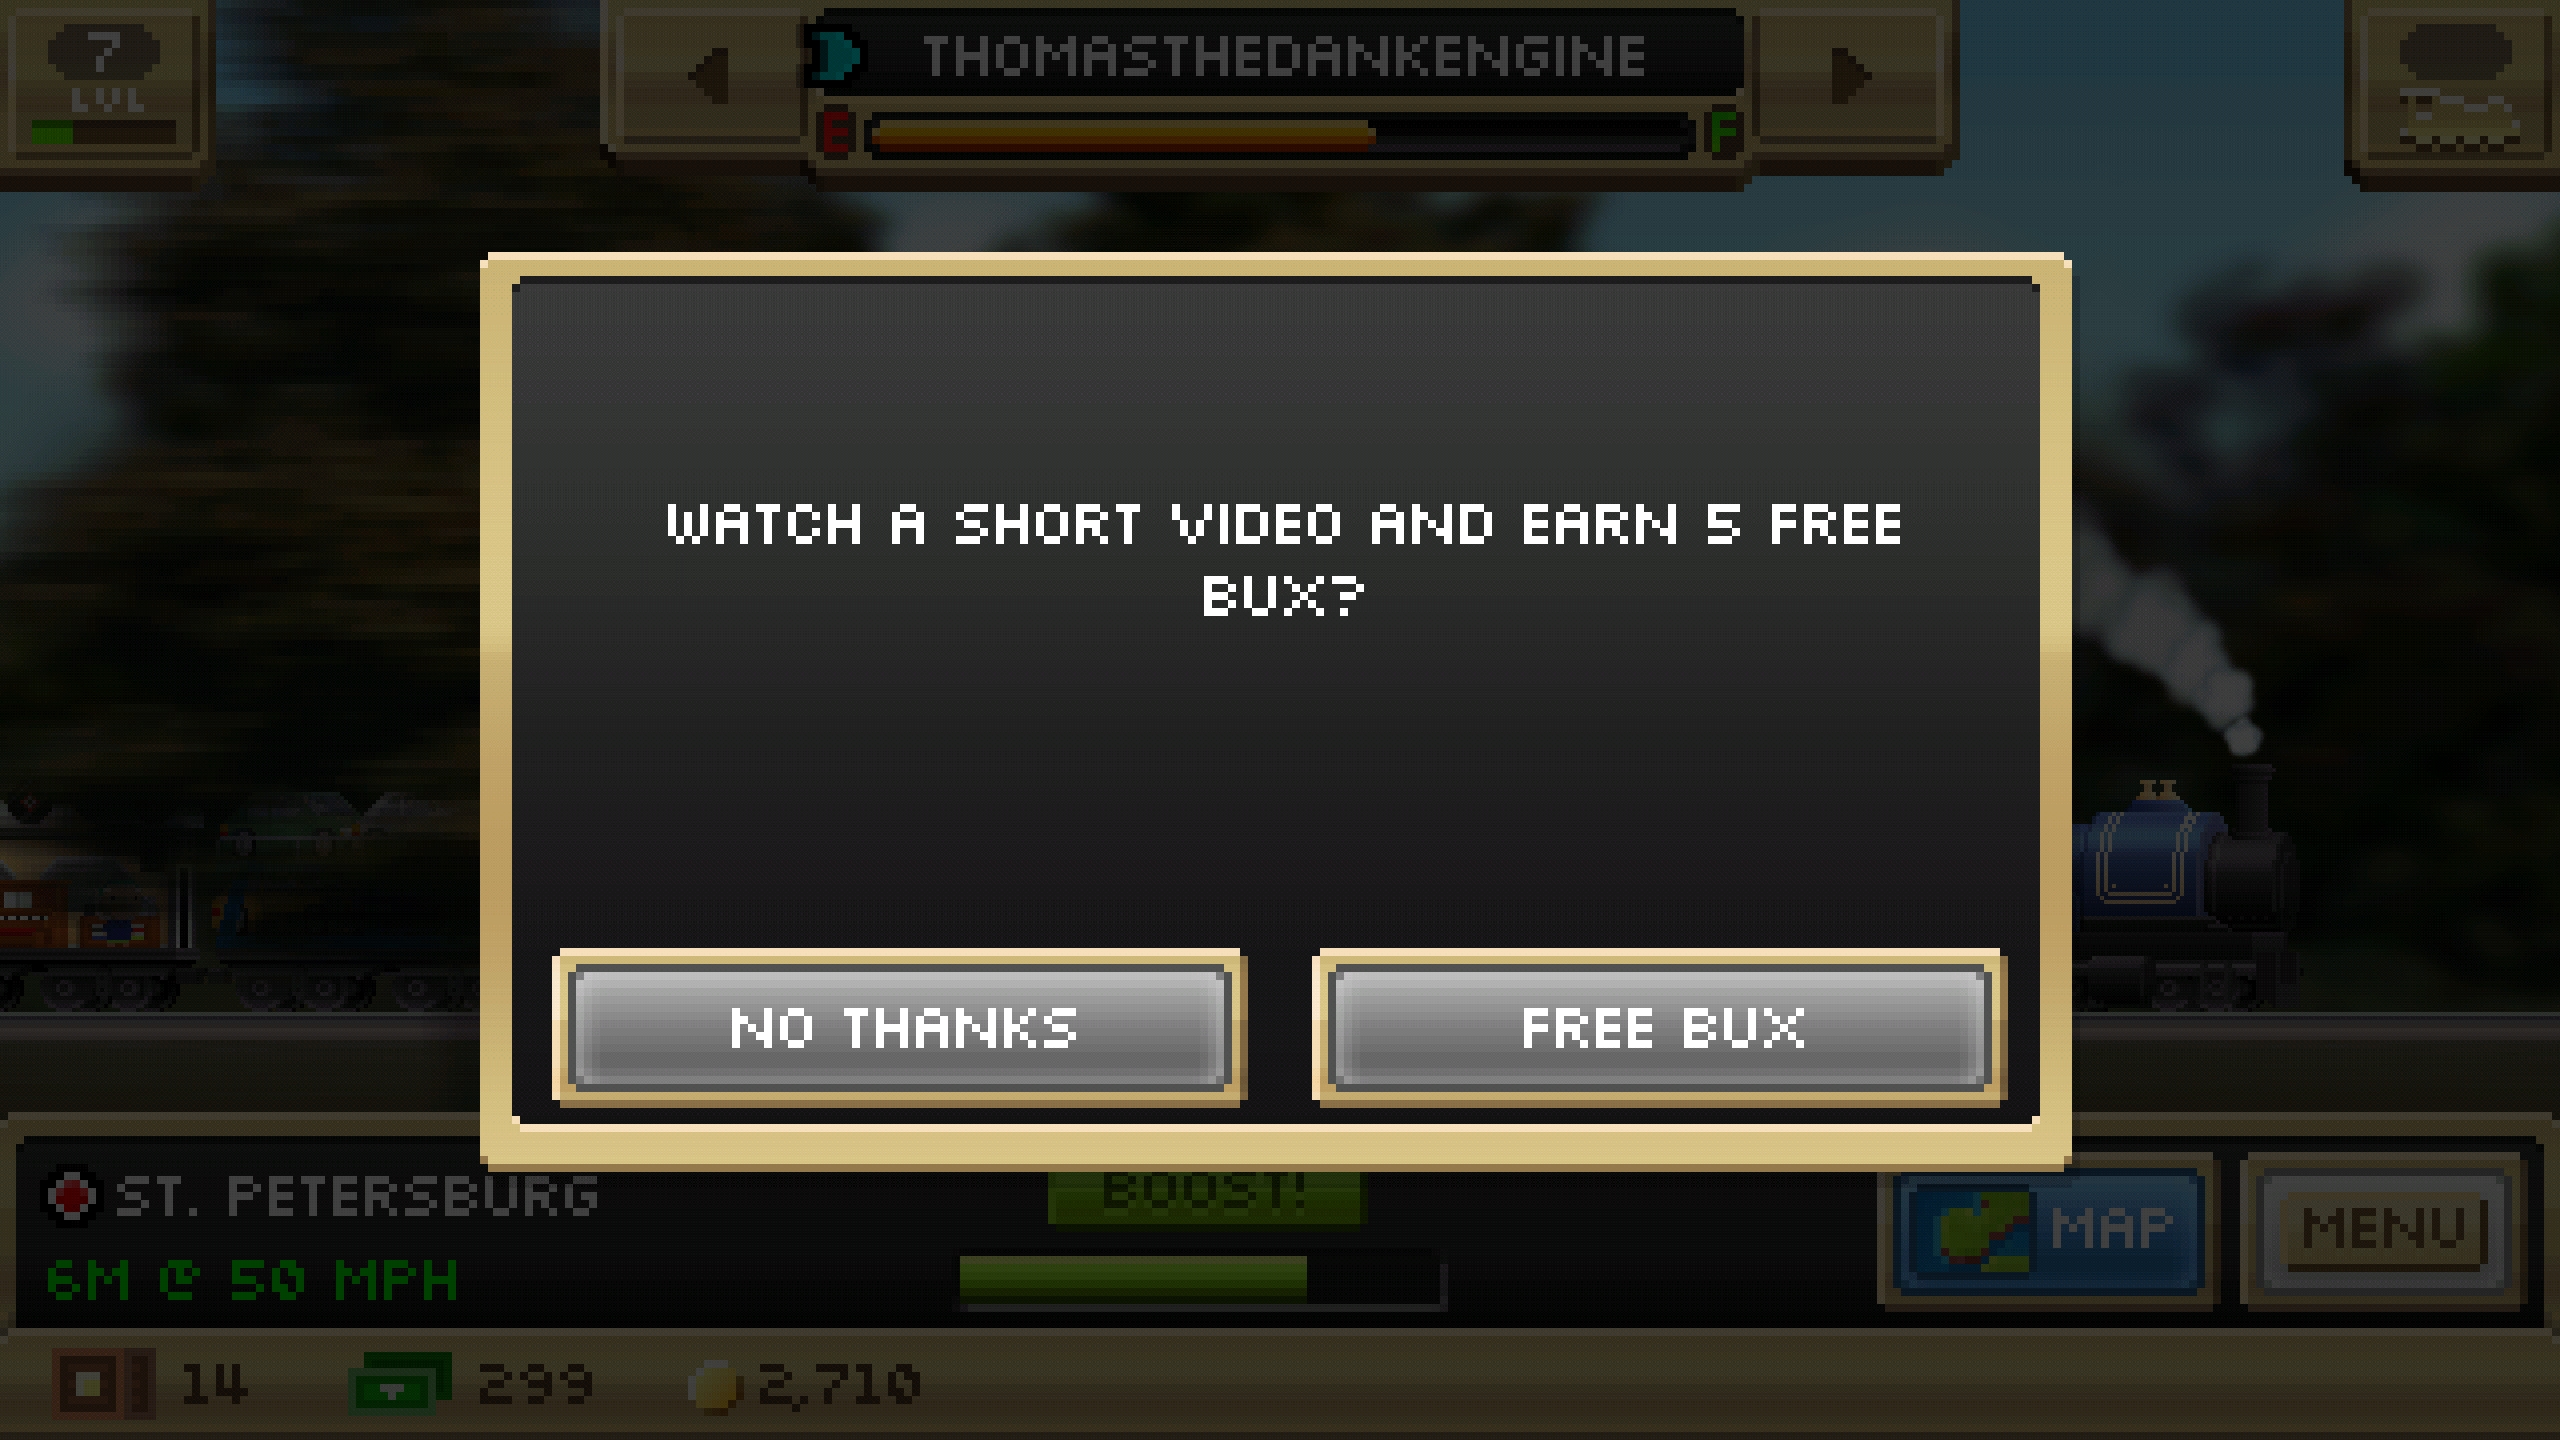 7
LVL
THOMASTHEDANKENGINE
E
F
WATCH A SHORT VIDEO AND EARN 5 FREE
BUX?
NO THANKS
FREE BUX
ST. PETERSBURG
BOOST!
MAP
MENU
6M @ 50 MPH
14
299
2,710